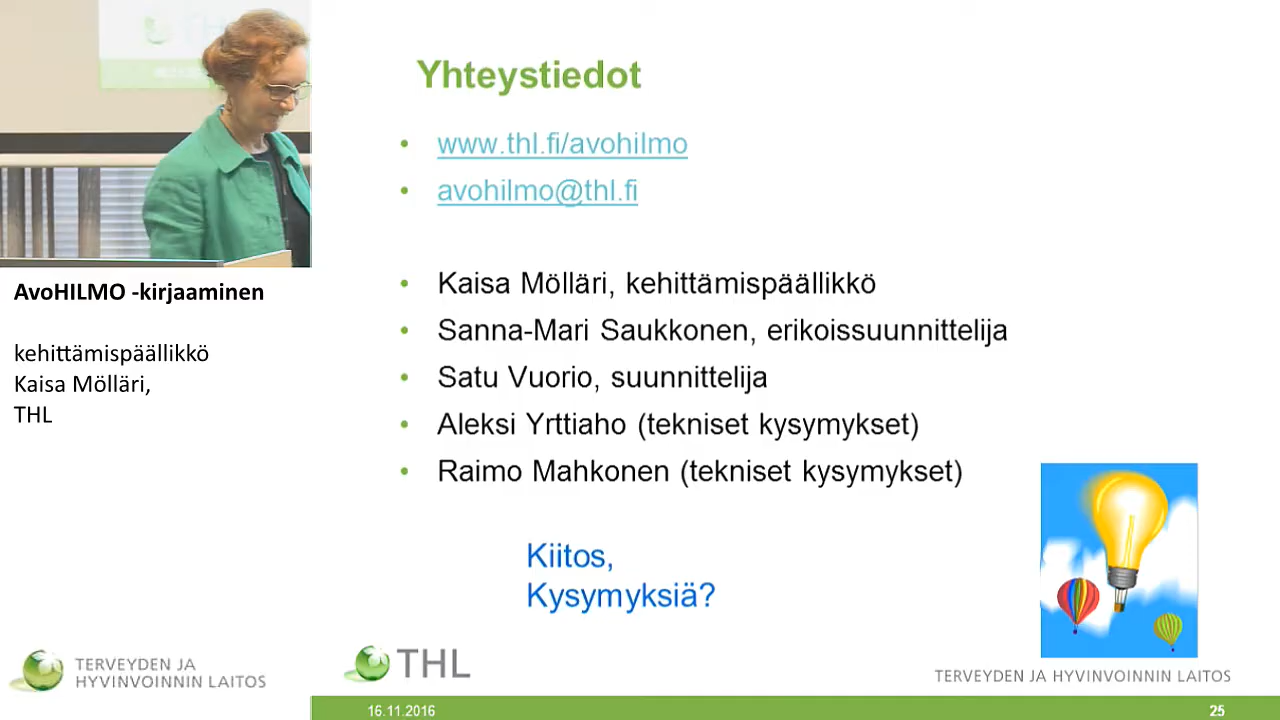 AvoHILMO -kirjaaminen
kehittämispäällikkö
Kaisa Mölläri,
THL
TERVEYDEN JA
HYVINVOINNIN LAITOS
Yhteystiedot
• www.thl.fi/avohilmo
• avohilmo@thl.fi
• Kaisa Mölläri, kehittämispäällikkö
• Sanna-Mari Saukkonen, erikoissuunnittelija
• Satu Vuorio, suunnittelija
• Aleksi Yrttiaho (tekniset kysymykset)
• Raimo Mahkonen (tekniset kysymykset)
Kiitos,
Kysymyksiä?
THL
TERVEYDEN JA HYVINVOINNIN LAITOS
16.11.2016
25